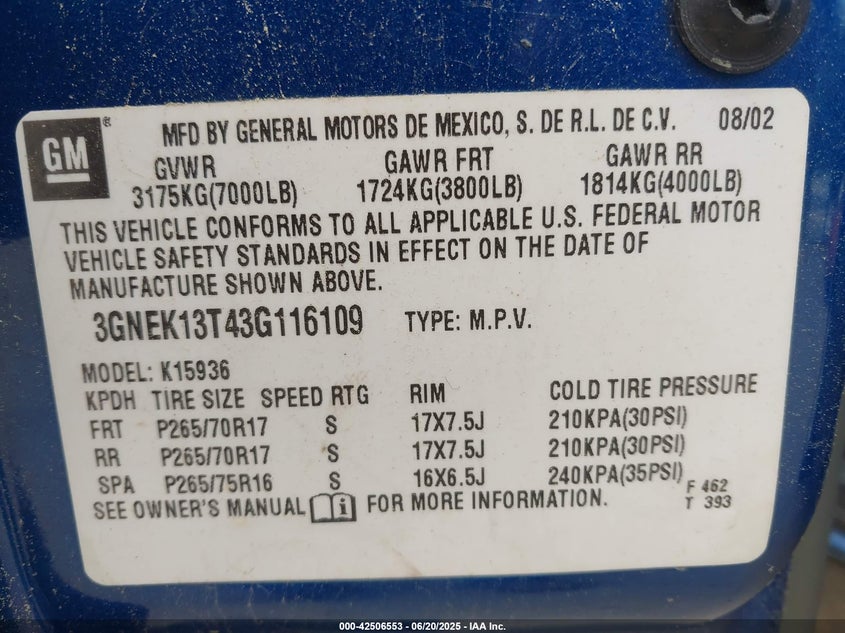 GM ®
MFD BY GENERAL MOTORS DE MEXICO, S. DE R.L. DE C.V. 08/02
GVWR GAWR FRT GAWR RR
3175KG(7000LB) 1724KG(3800LB) 1814KG(4000LB)
THIS VEHICLE CONFORMS TO ALL APPLICABLE U.S. FEDERAL MOTOR
VEHICLE SAFETY STANDARDS IN EFFECT ON THE DATE OF
MANUFACTURE SHOWN ABOVE.
3GNEK13T43G116109 TYPE: M.P.V.
MODEL: K15936
KPDH TIRE SIZE SPEED RTG RIM COLD TIRE PRESSURE
FRT P265/70R17 S 17X7.5J 210KPA(30PSI)
RR P265/70R17 S 17X7.5J 210KPA(30PSI)
SPA P265/75R16 S 16X6.5J 240KPA(35PSI)
SEE OWNER'S MANUAL FOR MORE INFORMATION.
F 462
T 393
000-42506553 - 06/20/2025 - IAA Inc.